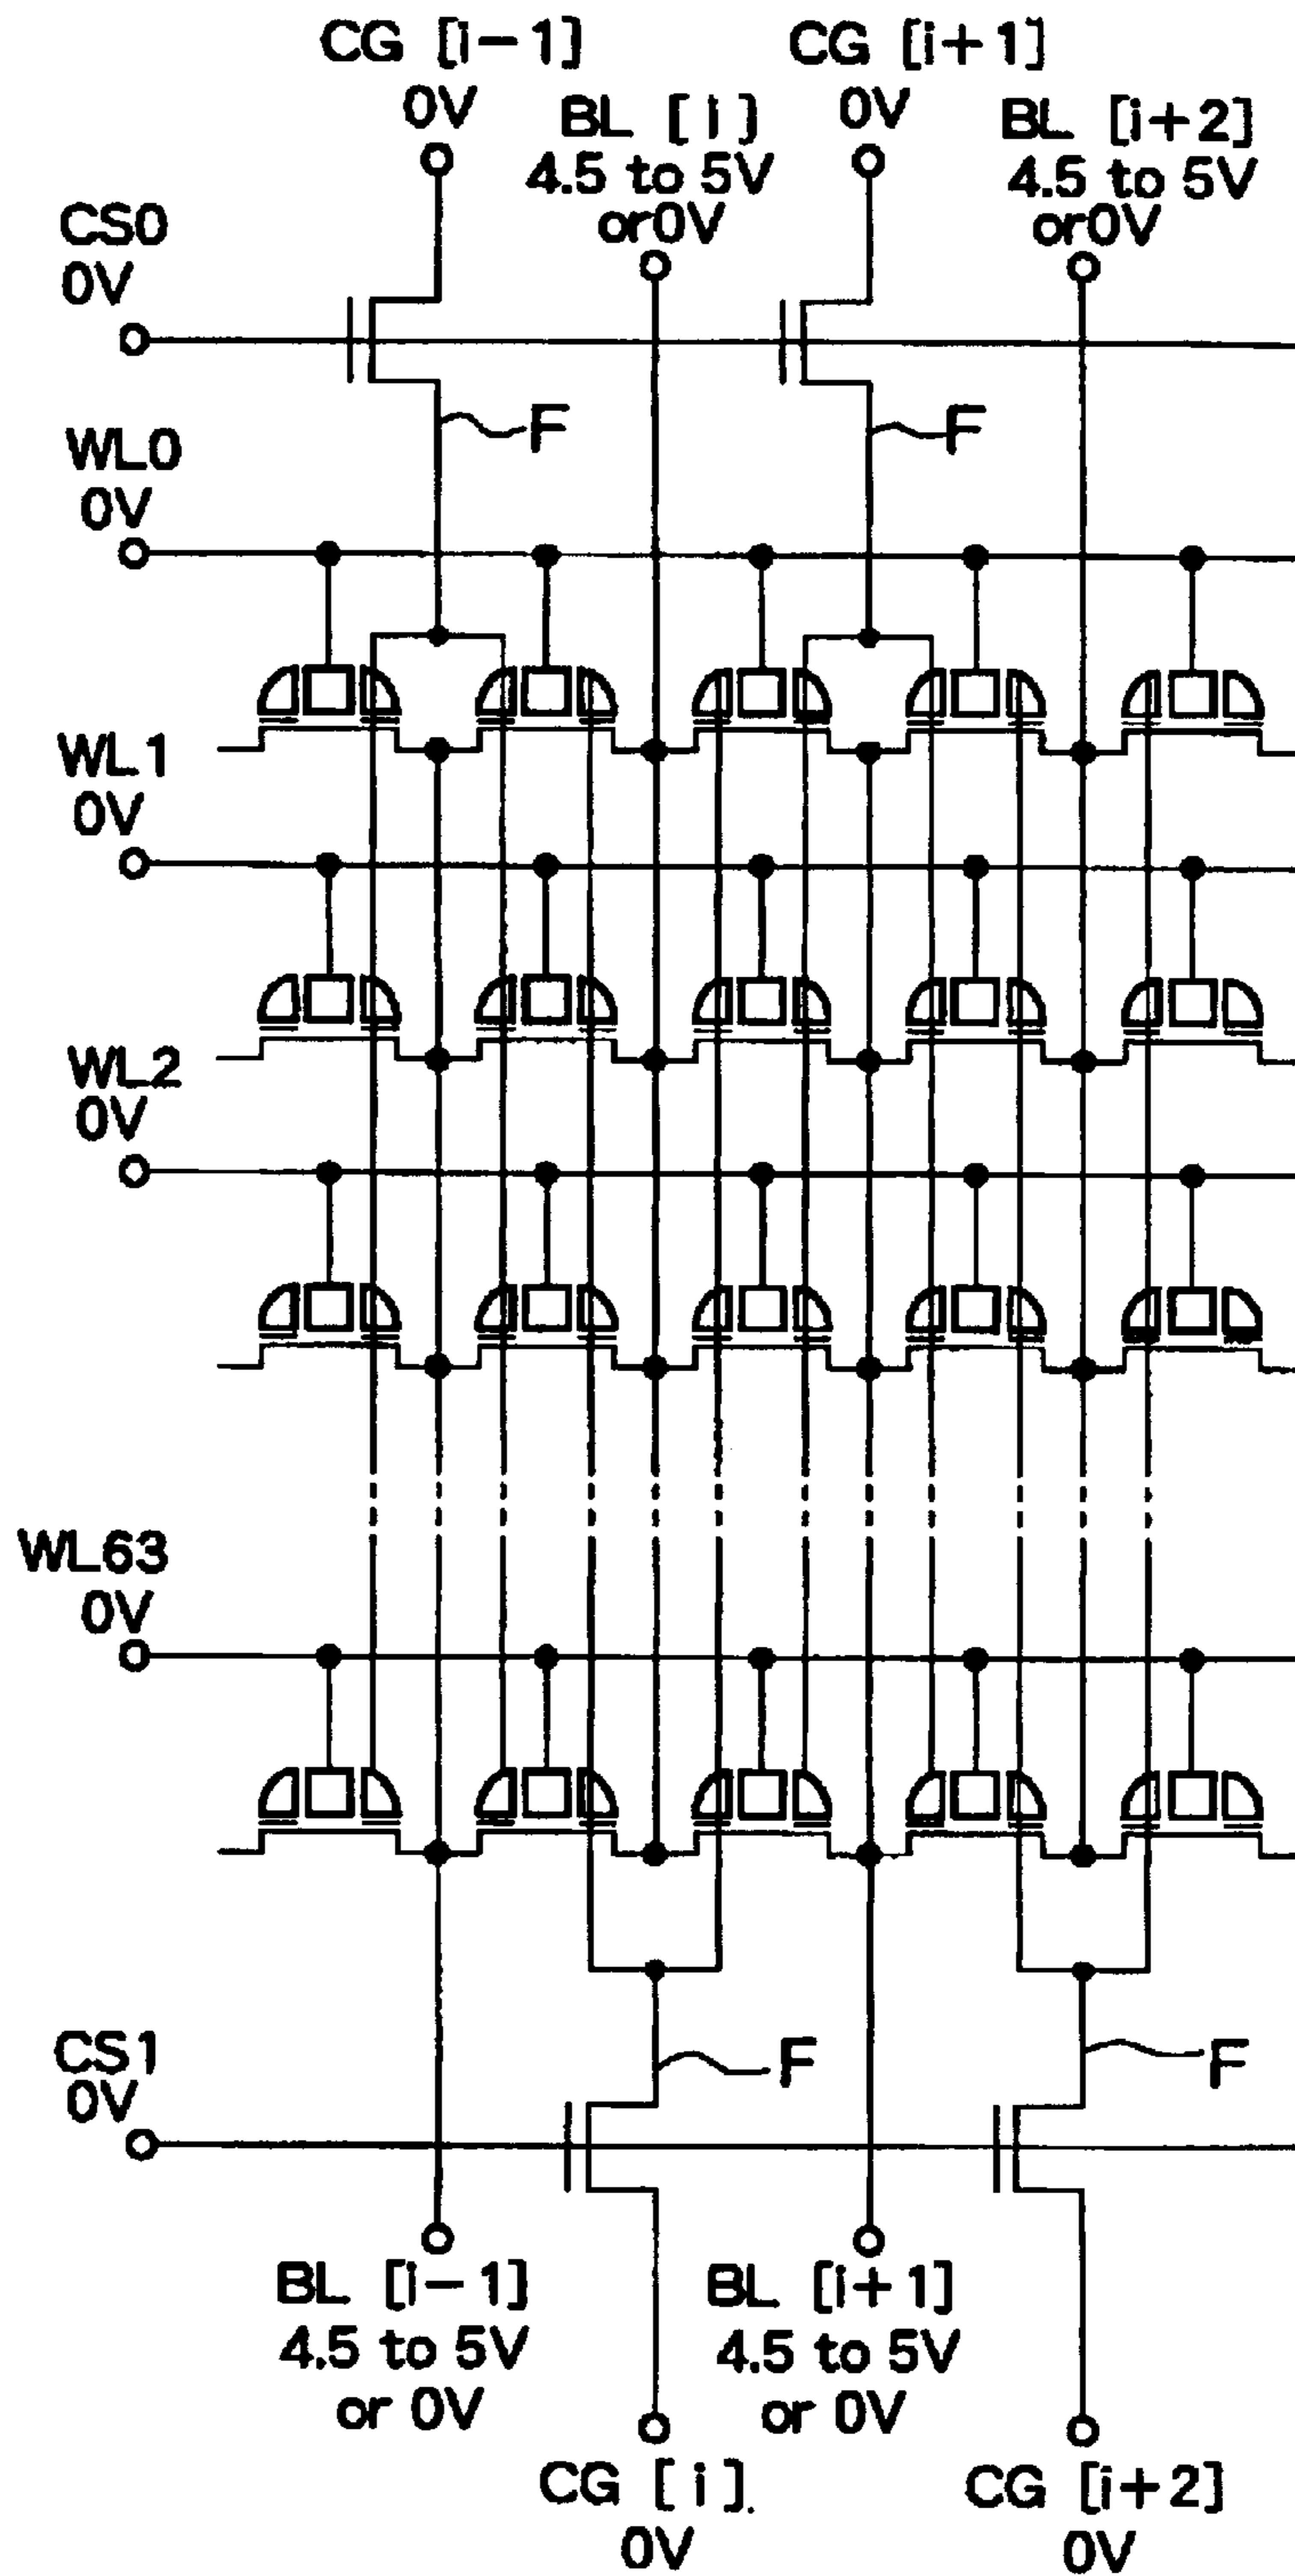 CG [i-1]
0V
CG [i+1]
0V
BL [ i ]
4.5 to 5V
or0V
BL [i+2]
4.5 to 5V
or0V
CS0
0V
F
F
WL0
0V
WL1
0V
WL2
0V
WL63
0V
CS1
0V
F
F
BL [i-1]
4.5 to 5V
or 0V
BL [i+1]
4.5 to 5V
or 0V
CG [ i ]
0V
CG [i+2]
0V